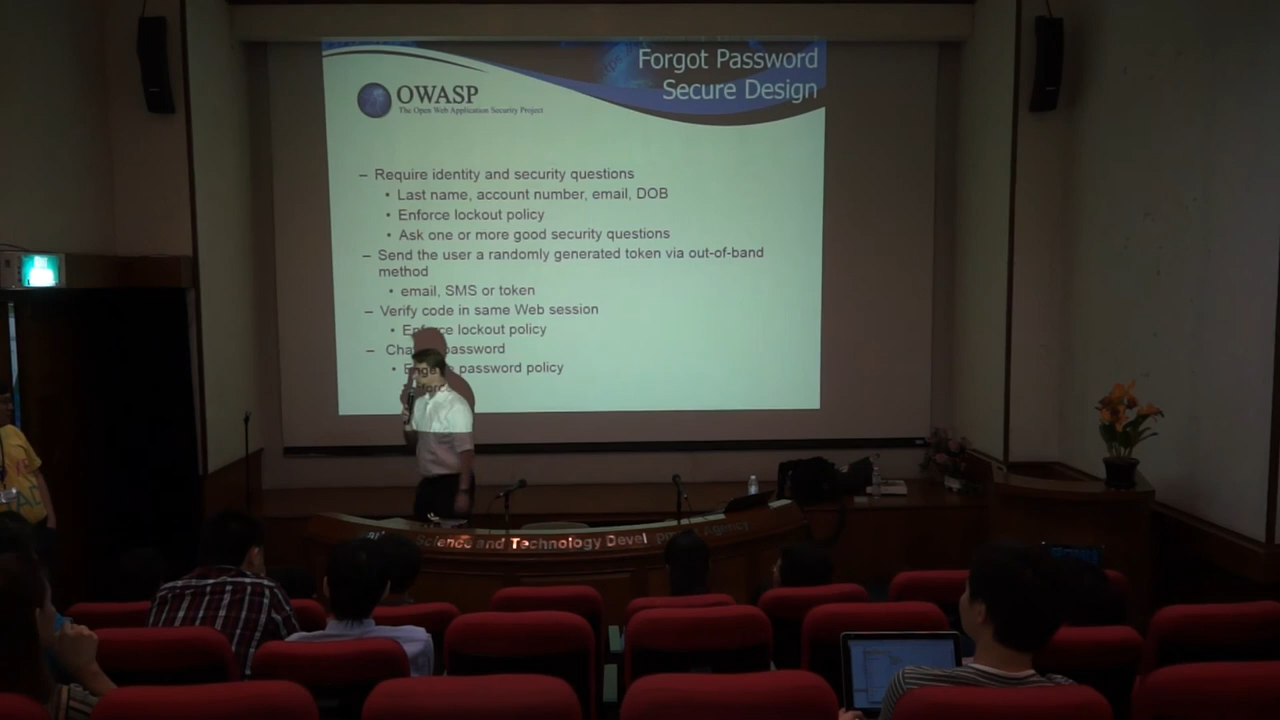 Forgot Password
Secure Design
OWASP
The Open Web Application Security Project
– Require identity and security questions
• Last name, account number, email, DOB
• Enforce lockout policy
• Ask one or more good security questions
– Send the user a randomly generated token via out-of-band
method
• email, SMS or token
– Verify code in same Web session
• Enforce lockout policy
– password
• password policy
Science and Technology Devel Agency